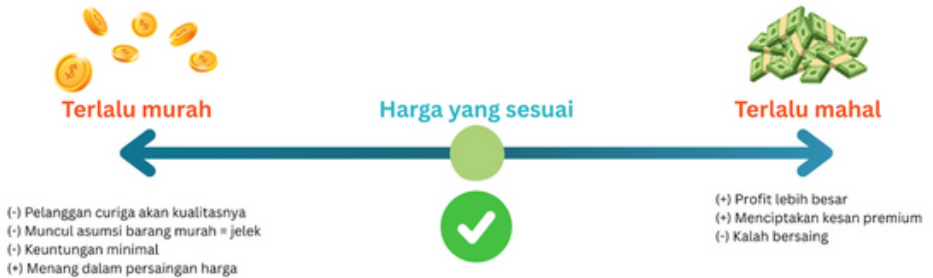 Terlalu murah
Harga yang sesuai
Terlalu mahal
(-) Pelanggan curiga akan kualitasnya
(-) Muncul asumsi barang murah = jelek
(-) Keuntungan minimal
(+) Menang dalam persaingan harga
(+) Profit lebih besar
(+) Menciptakan kesan premium
(-) Kalah bersaing